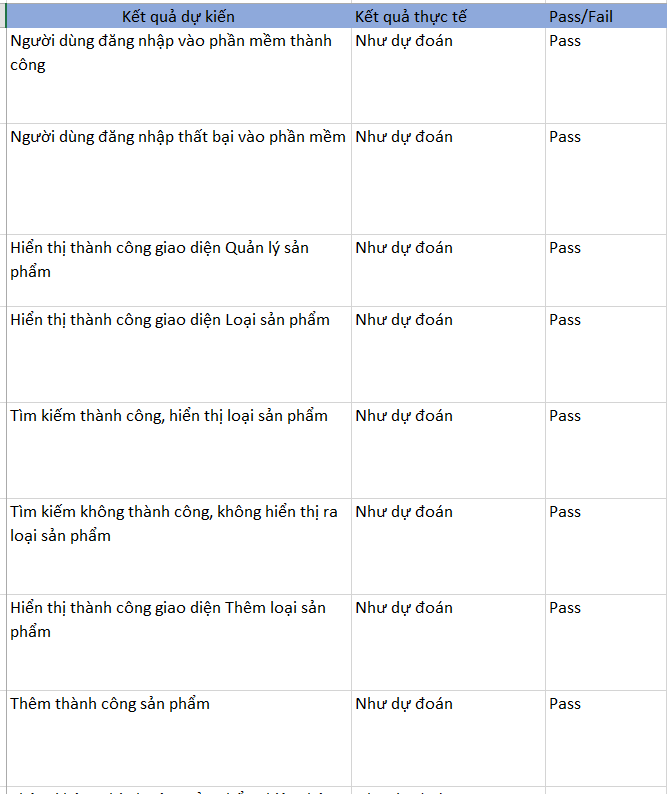 Kết quả dự kiến Kết quả thực tế Pass/Fail
Người dùng đăng nhập vào phần mềm thành Như dự đoán Pass
công
Người dùng đăng nhập thất bại vào phần mềm Như dự đoán Pass
Hiển thị thành công giao diện Quản lý sản Như dự đoán Pass
phẩm
Hiển thị thành công giao diện Loại sản phẩm Như dự đoán Pass
Tìm kiếm thành công, hiển thị loại sản phẩm Như dự đoán Pass
Tìm kiếm không thành công, không hiển thị ra Như dự đoán Pass
loại sản phẩm
Hiển thị thành công giao diện Thêm loại sản Như dự đoán Pass
phẩm
Thêm thành công sản phẩm Như dự đoán Pass